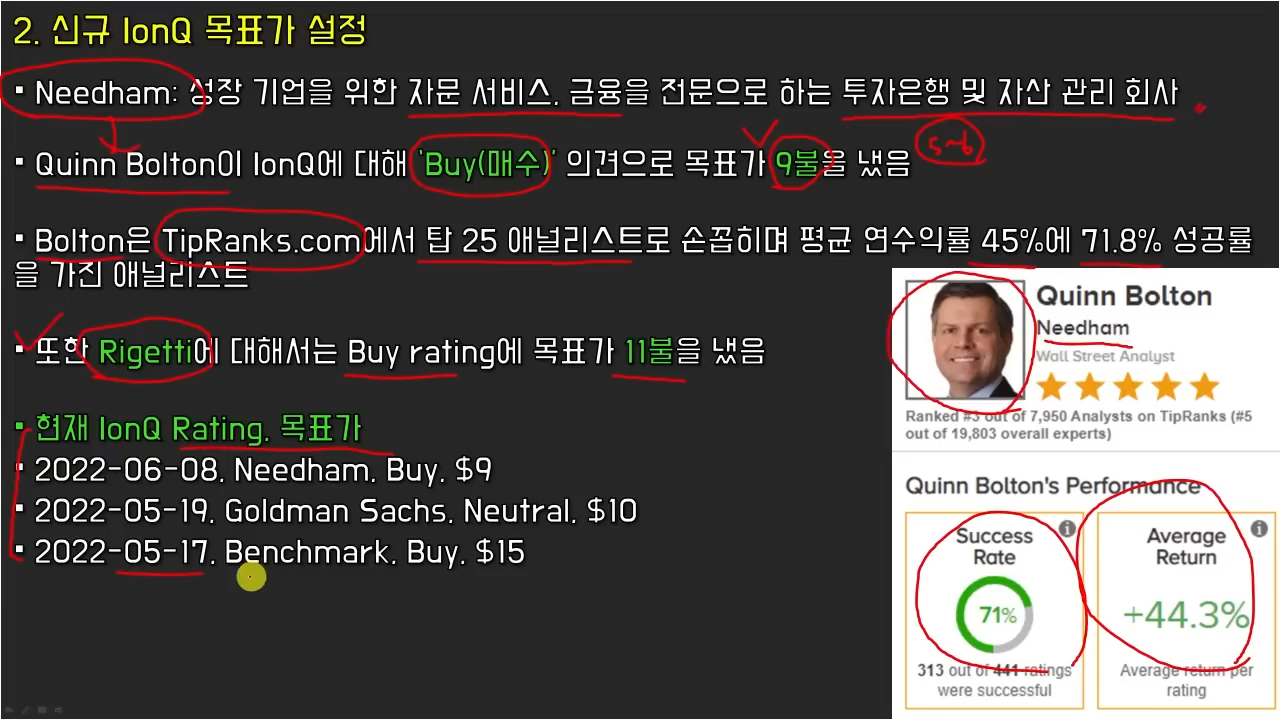 2. 신규 IonQ 목표가 설정
▪ Needham: 성장 기업을 위한 자문 서비스, 금융을 전문으로 하는 투자은행 및 자산 관리 회사
5~6
▪ Quinn Bolton이 IonQ에 대해 'Buy(매수)' 의견으로 목표가 9불을 냈음
▪ Bolton은 TipRanks.com에서 탑 25 애널리스트로 손꼽히며 평균 연수익률 45%에 71.8% 성공률
을 가진 애널리스트
▪ 또한 Rigetti에 대해서는 Buy rating에 목표가 11불을 냈음
▪ 현재 IonQ Rating, 목표가
▪ 2022-06-08, Needham, Buy, $9
▪ 2022-05-19, Goldman Sachs, Neutral, $10
▪ 2022-05-17, Benchmark, Buy, $15
Quinn Bolton
Needham
Wall Street Analyst
Ranked #3 out of 7,950 Analysts on TipRanks (#5
out of 19,803 overall experts)
Quinn Bolton's Performance
Success
Rate
71%
313 out of 441 ratings
were successful
Average
Return
+44.3%
Average return per
rating